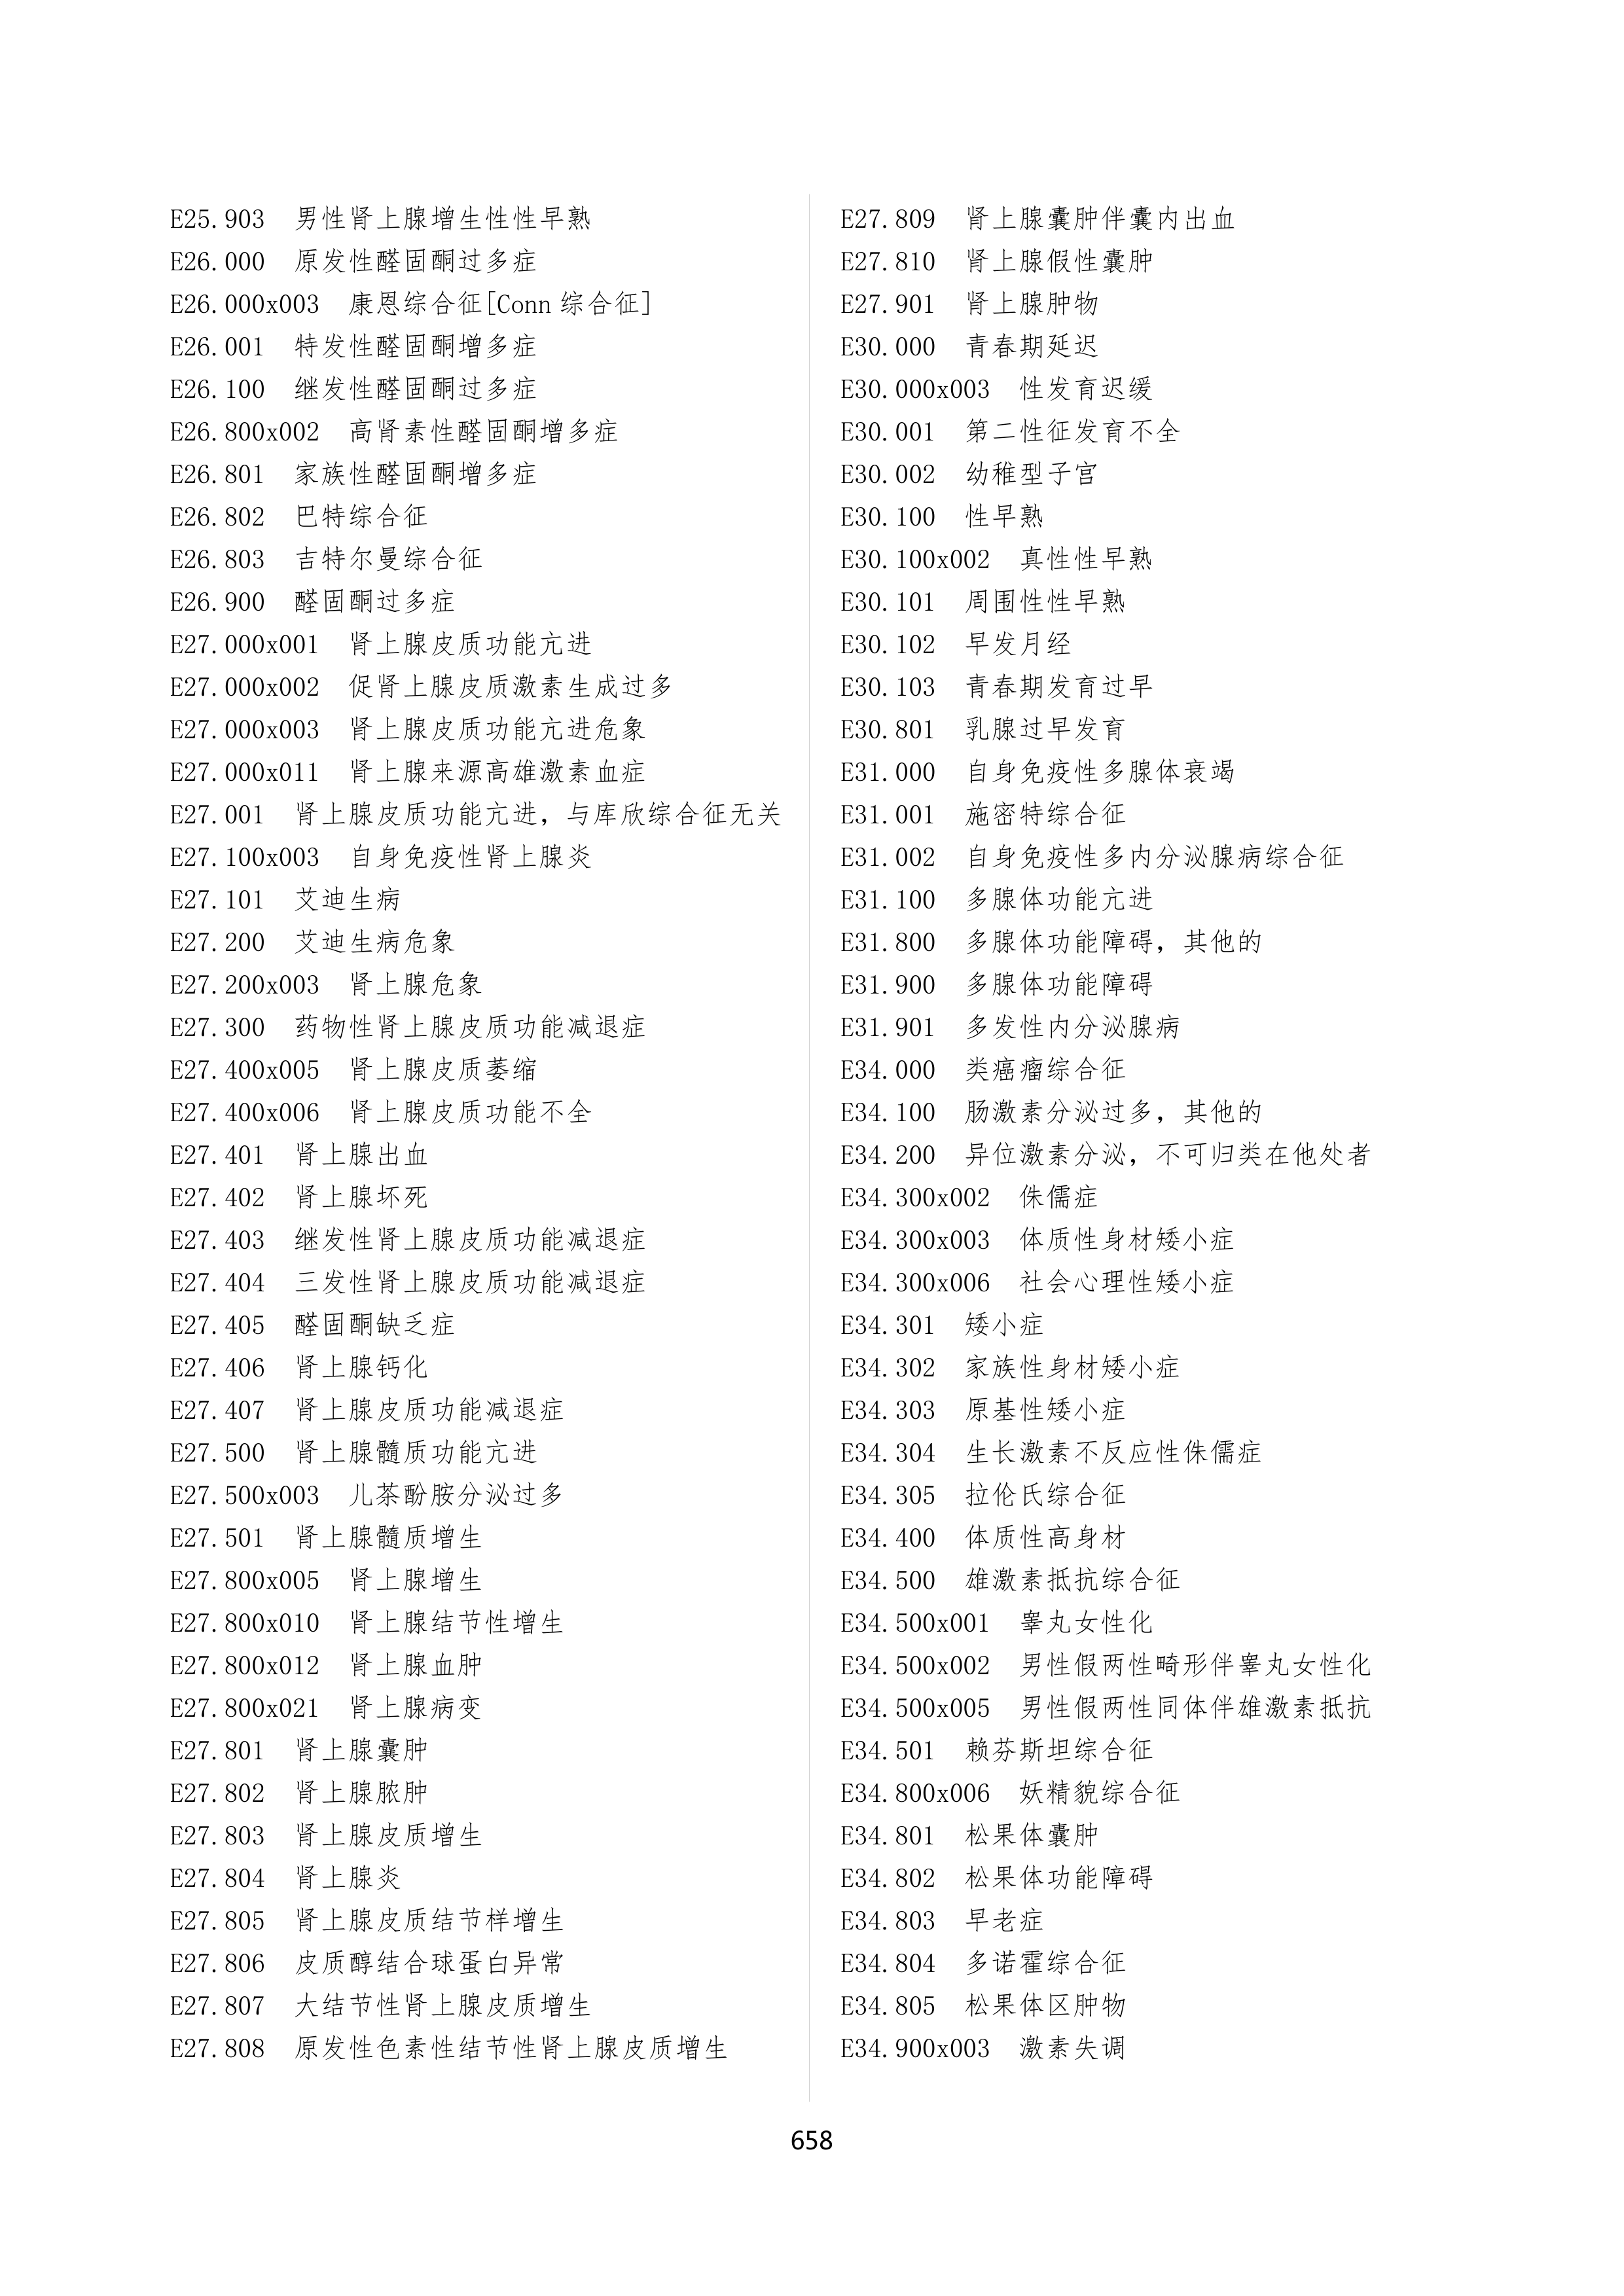 E25.903 男性肾上腺增生性性早熟
E26.000 原发性醛固酮过多症
E26.000x003 康恩综合征[Conn 综合征]
E26.001 特发性醛固酮增多症
E26.100 继发性醛固酮过多症
E26.800x002 高肾素性醛固酮增多症
E26.801 家族性醛固酮增多症
E26.802 巴特综合征
E26.803 吉特尔曼综合征
E26.900 醛固酮过多症
E27.000x001 肾上腺皮质功能亢进
E27.000x002 促肾上腺皮质激素生成过多
E27.000x003 肾上腺皮质功能亢进危象
E27.000x011 肾上腺来源高雄激素血症
E27.001 肾上腺皮质功能亢进，与库欣综合征无关
E27.100x003 自身免疫性肾上腺炎
E27.101 艾迪生病
E27.200 艾迪生病危象
E27.200x003 肾上腺危象
E27.300 药物性肾上腺皮质功能减退症
E27.400x005 肾上腺皮质萎缩
E27.400x006 肾上腺皮质功能不全
E27.401 肾上腺出血
E27.402 肾上腺坏死
E27.403 继发性肾上腺皮质功能减退症
E27.404 三发性肾上腺皮质功能减退症
E27.405 醛固酮缺乏症
E27.406 肾上腺钙化
E27.407 肾上腺皮质功能减退症
E27.500 肾上腺髓质功能亢进
E27.500x003 儿茶酚胺分泌过多
E27.501 肾上腺髓质增生
E27.800x005 肾上腺增生
E27.800x010 肾上腺结节性增生
E27.800x012 肾上腺血肿
E27.800x021 肾上腺病变
E27.801 肾上腺囊肿
E27.802 肾上腺脓肿
E27.803 肾上腺皮质增生
E27.804 肾上腺炎
E27.805 肾上腺皮质结节样增生
E27.806 皮质醇结合球蛋白异常
E27.807 大结节性肾上腺皮质增生
E27.808 原发性色素性结节性肾上腺皮质增生
E27.809 肾上腺囊肿伴囊内出血
E27.810 肾上腺假性囊肿
E27.901 肾上腺肿物
E30.000 青春期延迟
E30.000x003 性发育迟缓
E30.001 第二性征发育不全
E30.002 幼稚型子宫
E30.100 性早熟
E30.100x002 真性性早熟
E30.101 周围性性早熟
E30.102 早发月经
E30.103 青春期发育过早
E30.801 乳腺过早发育
E31.000 自身免疫性多腺体衰竭
E31.001 施密特综合征
E31.002 自身免疫性多内分泌腺病综合征
E31.100 多腺体功能亢进
E31.800 多腺体功能障碍，其他的
E31.900 多腺体功能障碍
E31.901 多发性内分泌腺病
E34.000 类癌瘤综合征
E34.100 肠激素分泌过多，其他的
E34.200 异位激素分泌，不可归类在他处者
E34.300x002 侏儒症
E34.300x003 体质性身材矮小症
E34.300x006 社会心理性矮小症
E34.301 矮小症
E34.302 家族性身材矮小症
E34.303 原基性矮小症
E34.304 生长激素不反应性侏儒症
E34.305 拉伦氏综合征
E34.400 体质性高身材
E34.500 雄激素抵抗综合征
E34.500x001 睾丸女性化
E34.500x002 男性假两性畸形伴睾丸女性化
E34.500x005 男性假两性同体伴雄激素抵抗
E34.501 赖芬斯坦综合征
E34.800x006 妖精貌综合征
E34.801 松果体囊肿
E34.802 松果体功能障碍
E34.803 早老症
E34.804 多诺霍综合征
E34.805 松果体区肿物
E34.900x003 激素失调
658